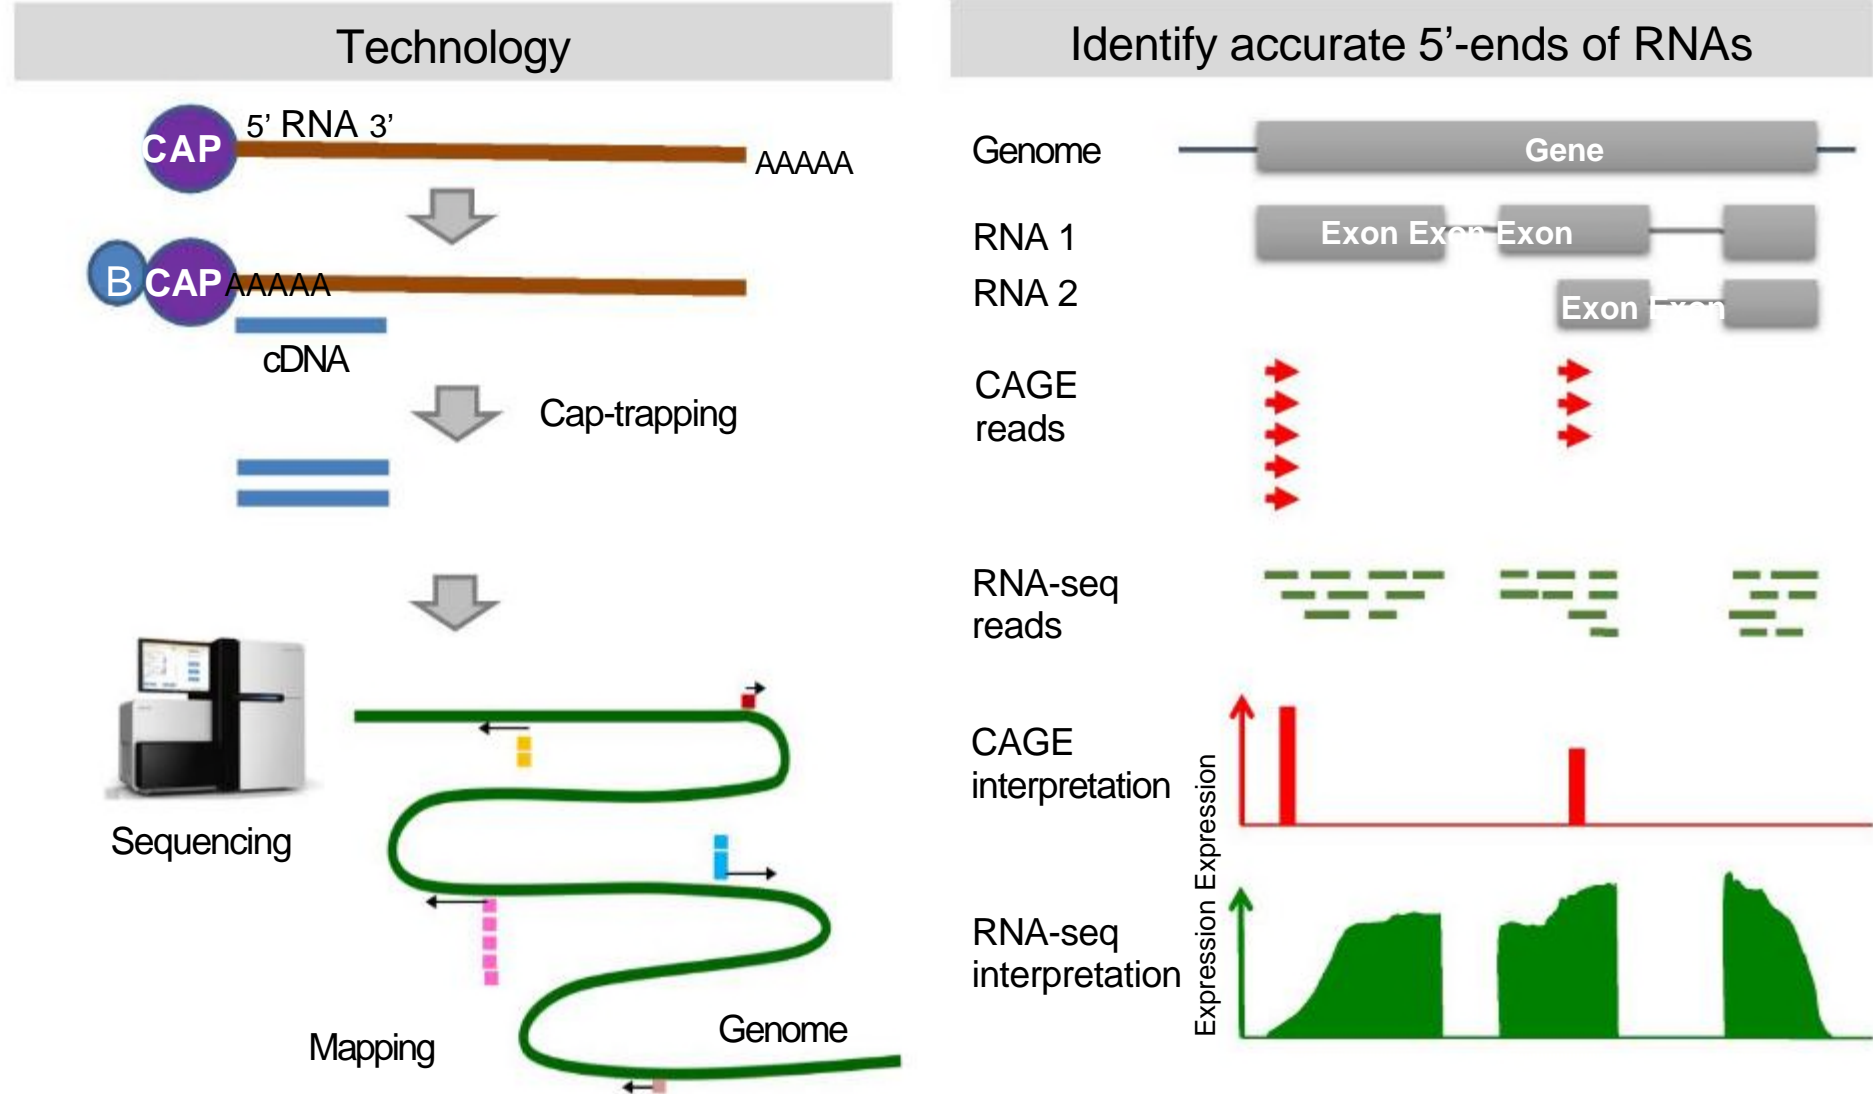 Technology
CAP
5’ RNA 3’
AAAAA
B
CAP
AAAAA
cDNA
Cap-trapping
Sequencing
Mapping
Genome
Identify accurate 5’-ends of RNAs
Genome
Gene
RNA 1
Exon Exon Exon
RNA 2
Exon Exon
CAGE
reads
RNA-seq
reads
CAGE
interpretation
Expression
RNA-seq
interpretation
Expression